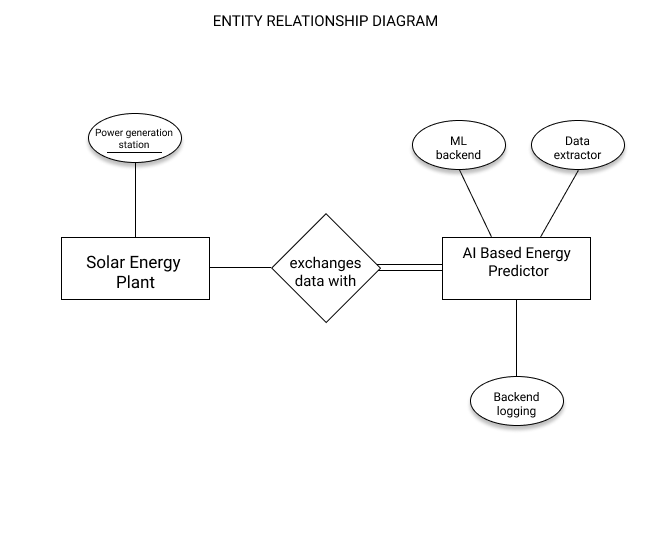 ENTITY RELATIONSHIP DIAGRAM
Power generation
station
ML
backend
Data
extractor
Solar Energy
Plant
exchanges
data with
AI Based Energy
Predictor
Backend
logging